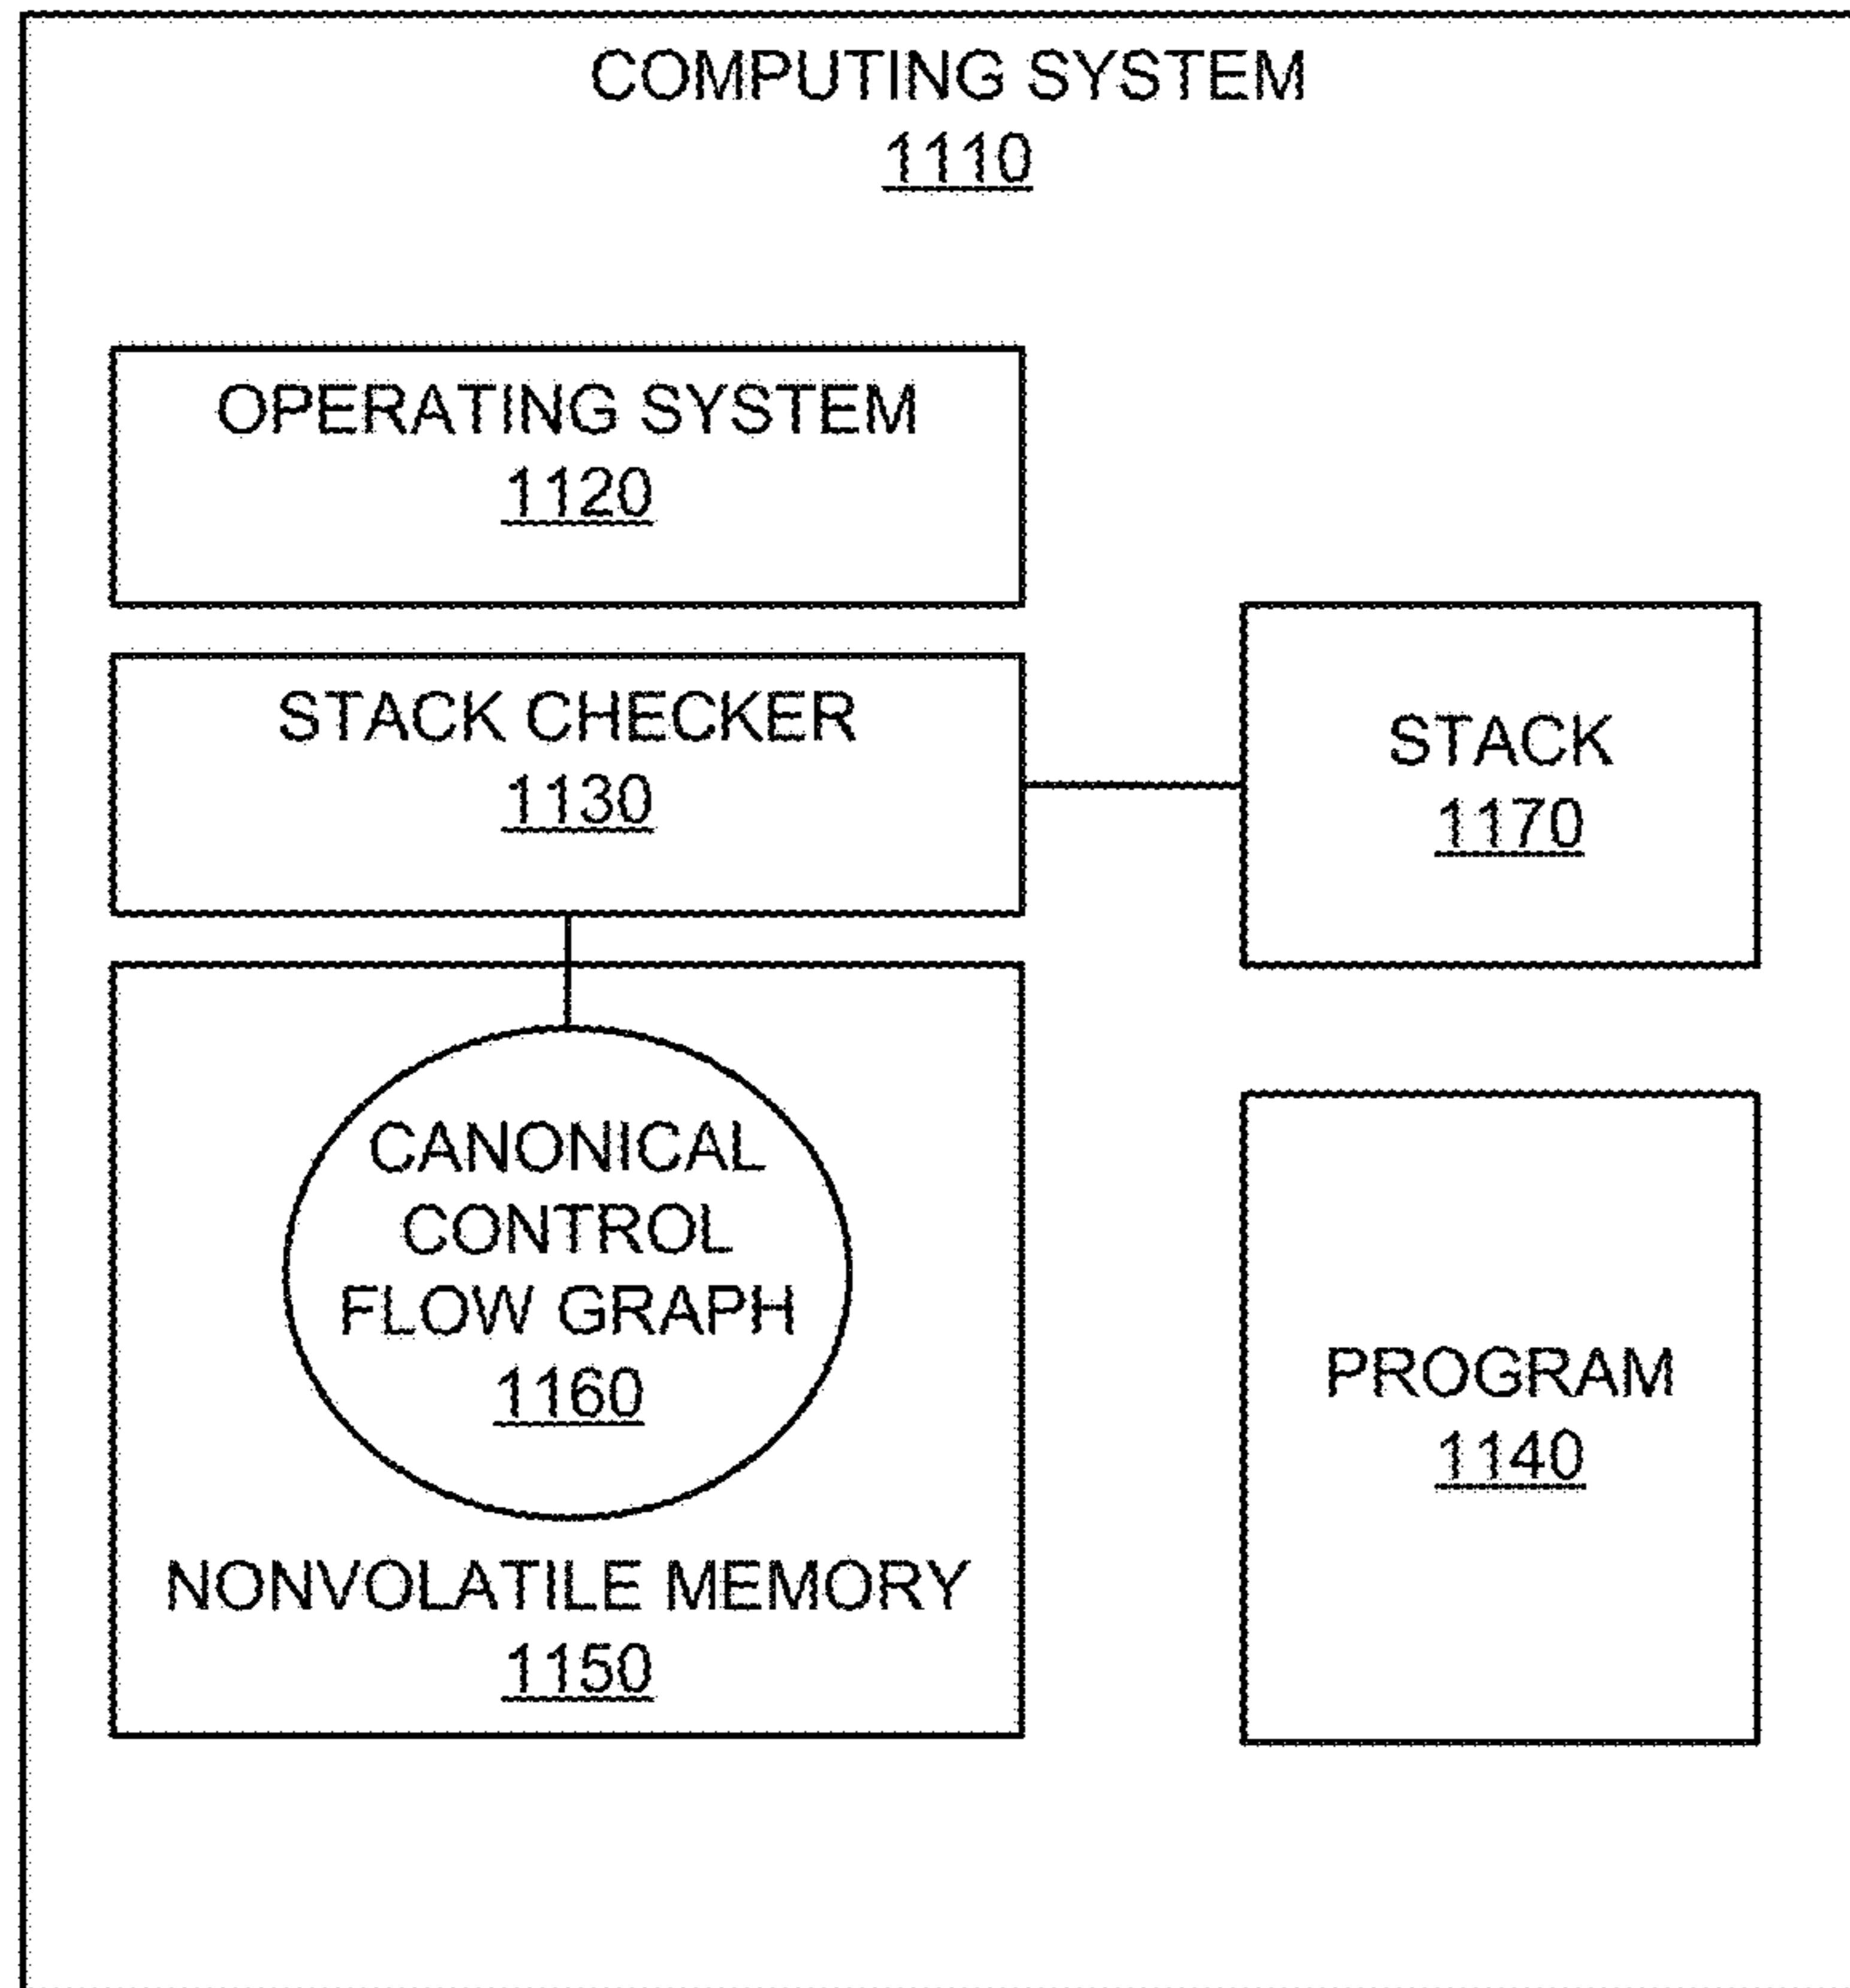 COMPUTING SYSTEM
1110
OPERATING SYSTEM
1120
STACK CHECKER
1130
STACK
1170
CANONICAL
CONTROL
FLOW GRAPH
1160
NONVOLATILE MEMORY
1150
PROGRAM
1140